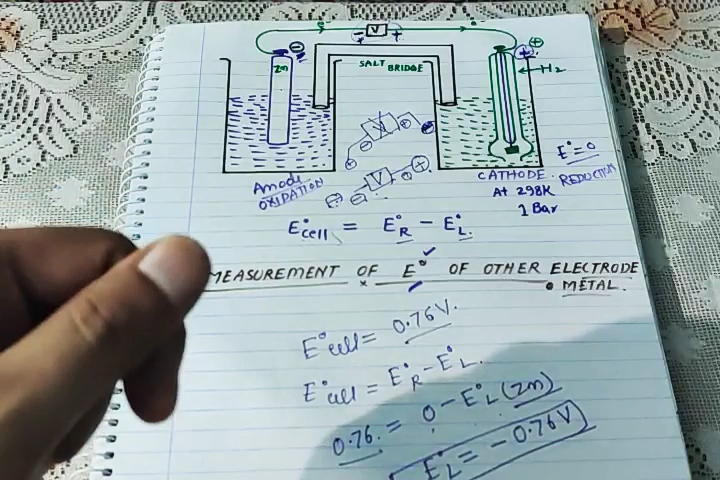 e⁻ V e⁻
− +
⊖ ⊕
Zn SALT BRIDGE H₂
V
⊖ V ⊕
E° = 0
Anode CATHODE. REDUCTION
OXIDATION At 298K
1 Bar
E°cell = E°R − E°L.
MEASUREMENT OF E° OF OTHER ELECTRODE
METAL.
E°cell = 0.76V.
E°cell = E°R − E°L.
0.76. = 0 − E°L (Zn)
E°L = −0.76V